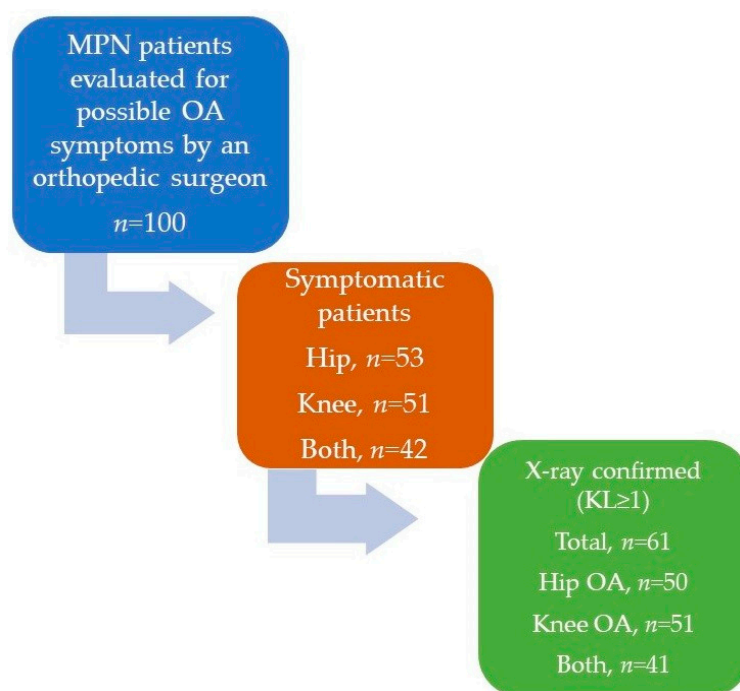 MPN patients
evaluated for
possible OA
symptoms by an
orthopedic surgeon
n=100
Symptomatic
patients
Hip, n=53
Knee, n=51
Both, n=42
X-ray confirmed
(KL≥1)
Total, n=61
Hip OA, n=50
Knee OA, n=51
Both, n=41